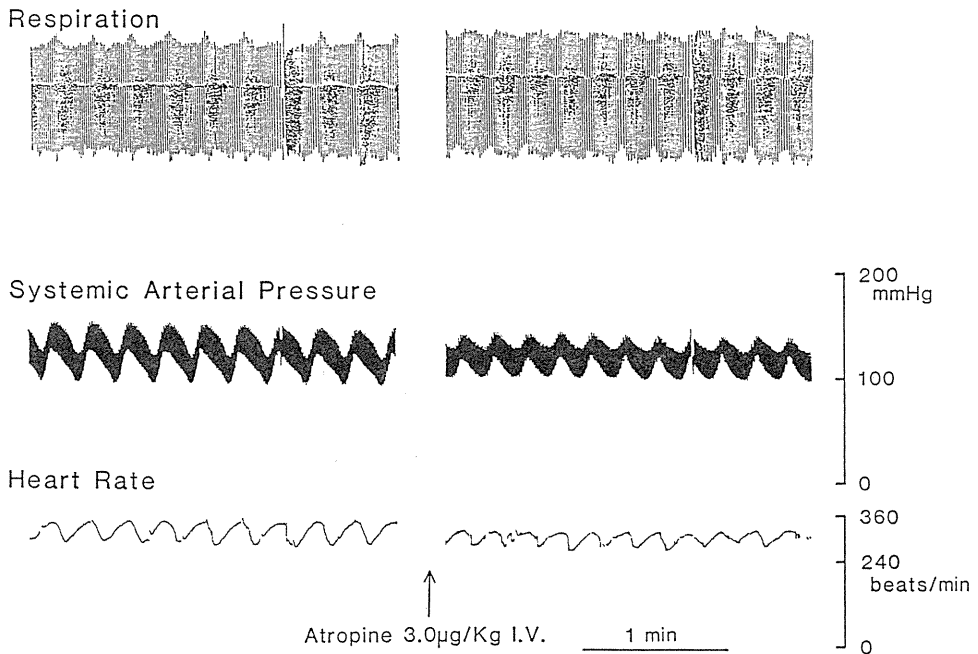 Respiration
Systemic Arterial Pressure
200
mmHg
100
0
Heart Rate
360
240
beats/min
0
Atropine 3.0μg/Kg I.V.
1 min